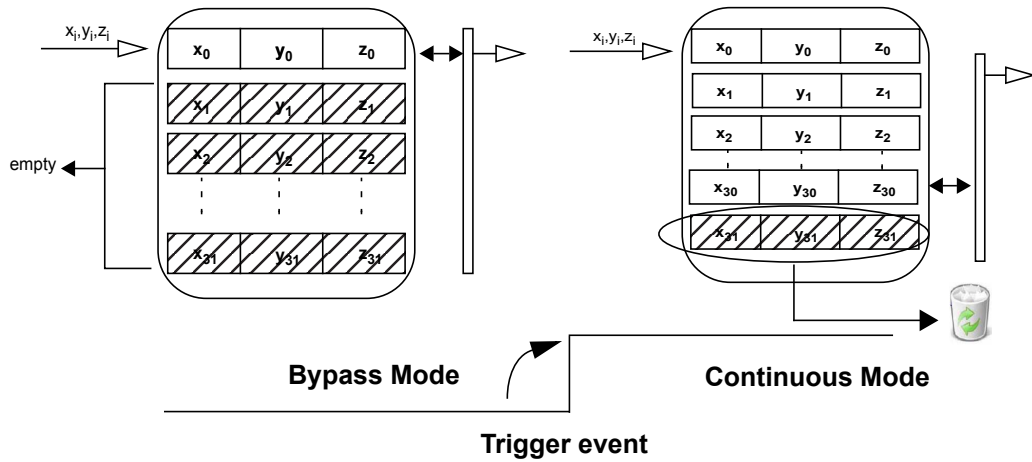 xᵢ,yᵢ,zᵢ
x₀ y₀ z₀
x₁ y₁ z₁
x₂ y₂ z₂
x₃₁ y₃₁ z₃₁
empty
xᵢ,yᵢ,zᵢ
x₀ y₀ z₀
x₁ y₁ z₁
x₂ y₂ z₂
x₃₀ y₃₀ z₃₀
x₃₁ y₃₁ z₃₁
Bypass Mode
Continuous Mode
Trigger event